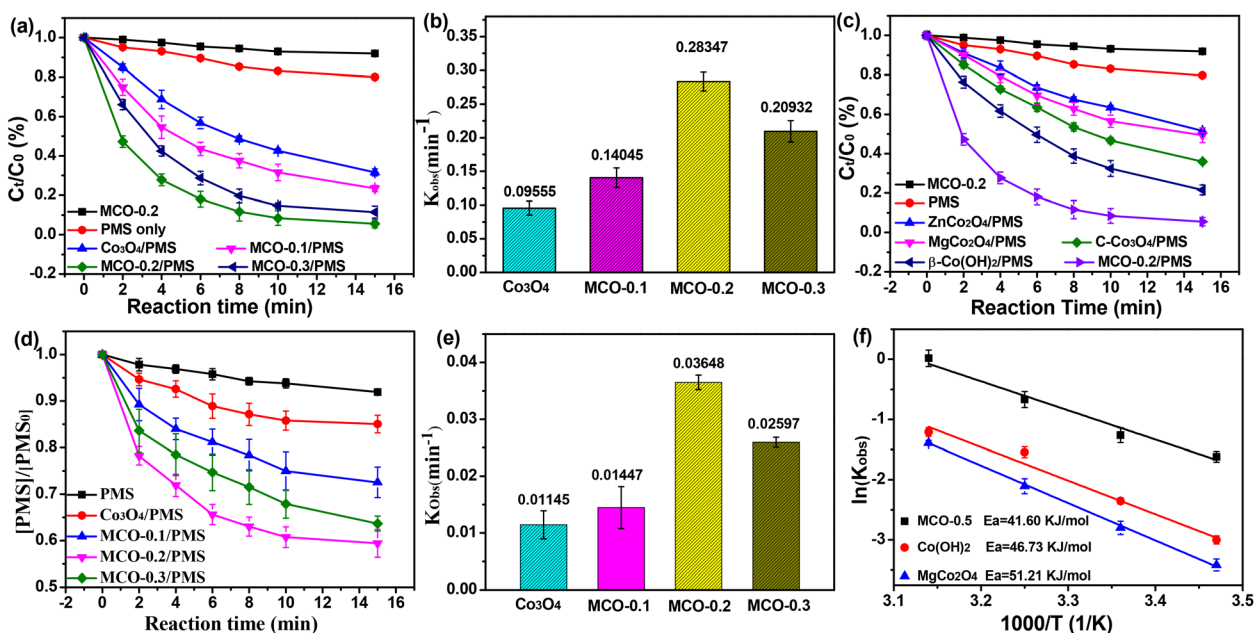 (a)
1.0
0.8
0.6
0.4
0.2
0.0
-0.2
Cₜ/C₀ (%)
MCO-0.2
PMS only
Co₃O₄/PMS
MCO-0.1/PMS
MCO-0.2/PMS
MCO-0.3/PMS
-2 0 2 4 6 8 10 12 14 16
Reaction time (min)
(b)
0.35
0.30
0.25
0.20
0.15
0.10
0.05
0.00
Kobs(min⁻¹)
0.09555
0.14045
0.28347
0.20932
Co₃O₄ MCO-0.1 MCO-0.2 MCO-0.3
(c)
1.0
0.8
0.6
0.4
0.2
0.0
-0.2
Cₜ/C₀ (%)
MCO-0.2
PMS
ZnCo₂O₄/PMS
MgCo₂O₄/PMS
C-Co₃O₄/PMS
β-Co(OH)₂/PMS
MCO-0.2/PMS
-2 0 2 4 6 8 10 12 14 16
Reaction Time (min)
(d)
1.0
0.9
0.8
0.7
0.6
0.5
[PMS]/[PMS₀]
PMS
Co₃O₄/PMS
MCO-0.1/PMS
MCO-0.2/PMS
MCO-0.3/PMS
-2 0 2 4 6 8 10 12 14 16
Reaction time (min)
(e)
0.04
0.03
0.02
0.01
0.00
Kobs(min⁻¹)
0.01145
0.01447
0.03648
0.02597
Co₃O₄ MCO-0.1 MCO-0.2 MCO-0.3
(f)
0
-1
-2
-3
ln(Kobs)
MCO-0.5 Ea=41.60 KJ/mol
Co(OH)₂ Ea=46.73 KJ/mol
MgCo₂O₄ Ea=51.21 KJ/mol
3.1 3.2 3.3 3.4 3.5
1000/T (1/K)